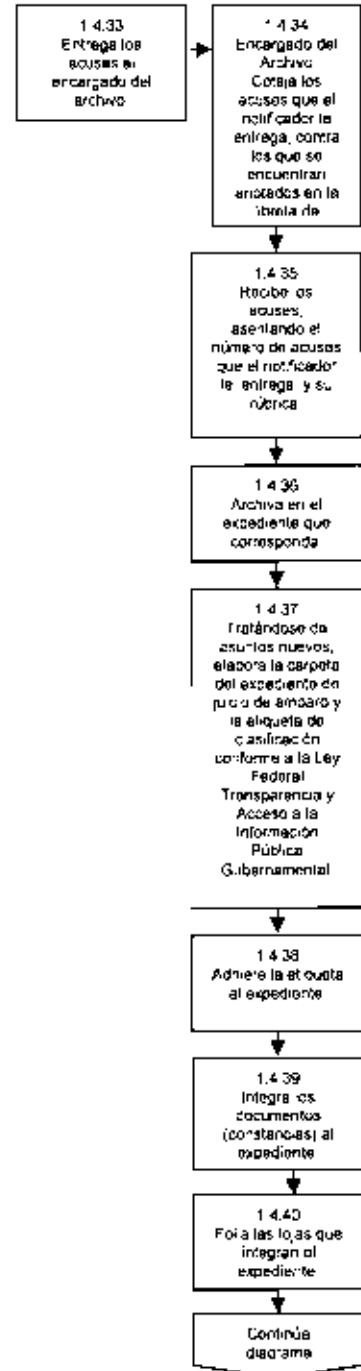 1.4.33
Entrega los
acuses al
encargado del
archivo
1.4.34
Encargado del
Archivo
Coteja los
acuses que el
notificador le
entrega, contra
los que se
encuentran
anotados en la
libreta de
1.4.35
Recibe los
acuses,
asentando el
número de acuses
que el notificador
le entrega y su
rúbrica
1.4.36
Archiva en el
expediente que
corresponda
1.4.37
Tratándose de
asuntos nuevos,
elabora la carpeta
del expediente de
juicio de amparo y
la etiqueta de
clasificación
conforme a la Ley
Federal
Transparencia y
Acceso a la
Información
Pública
Gubernamental
1.4.38
Adhiere la etiqueta
al expediente
1.4.39
Integra los
documentos
(constancias) al
expediente
1.4.40
Folia las fojas que
integran el
expediente
Continúa
diagrama